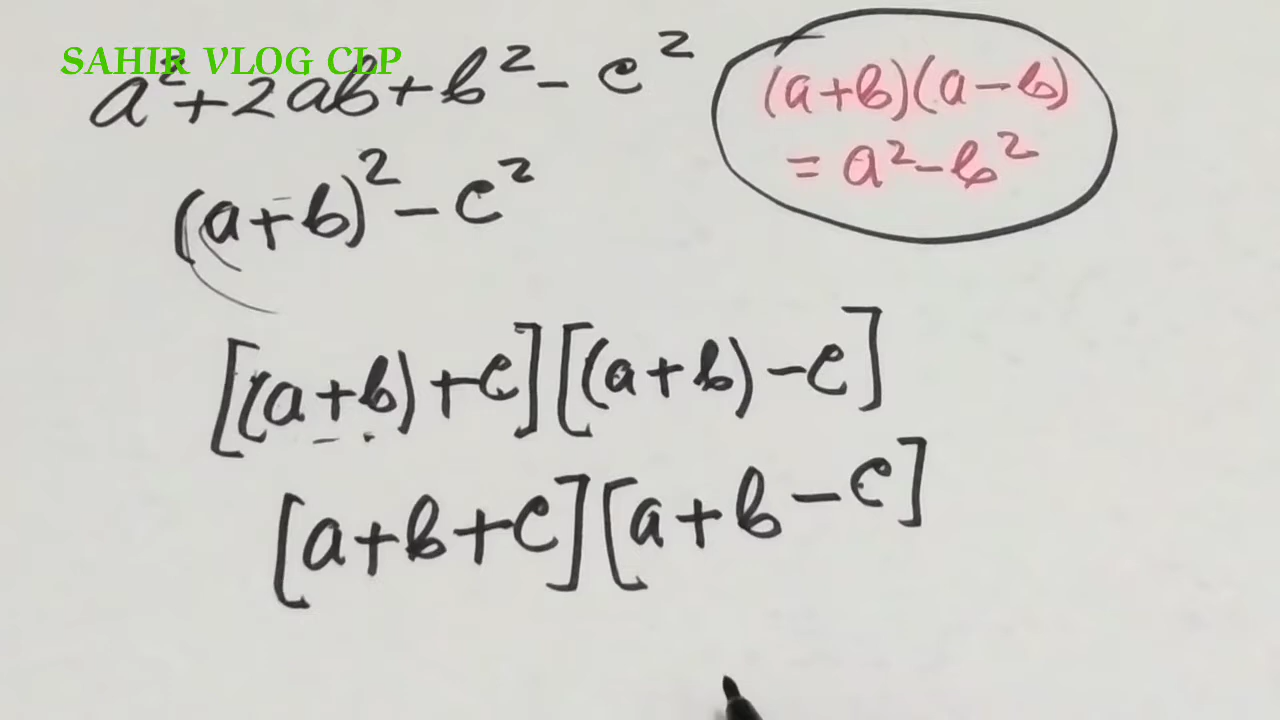 SAHIR VLOG CLP
a²+2ab+b²-c²
(a+b)(a-b)
=a²-b²
(a+b)²-c²
[(a+b)+c][(a+b)-c]
[a+b+c][a+b-c]